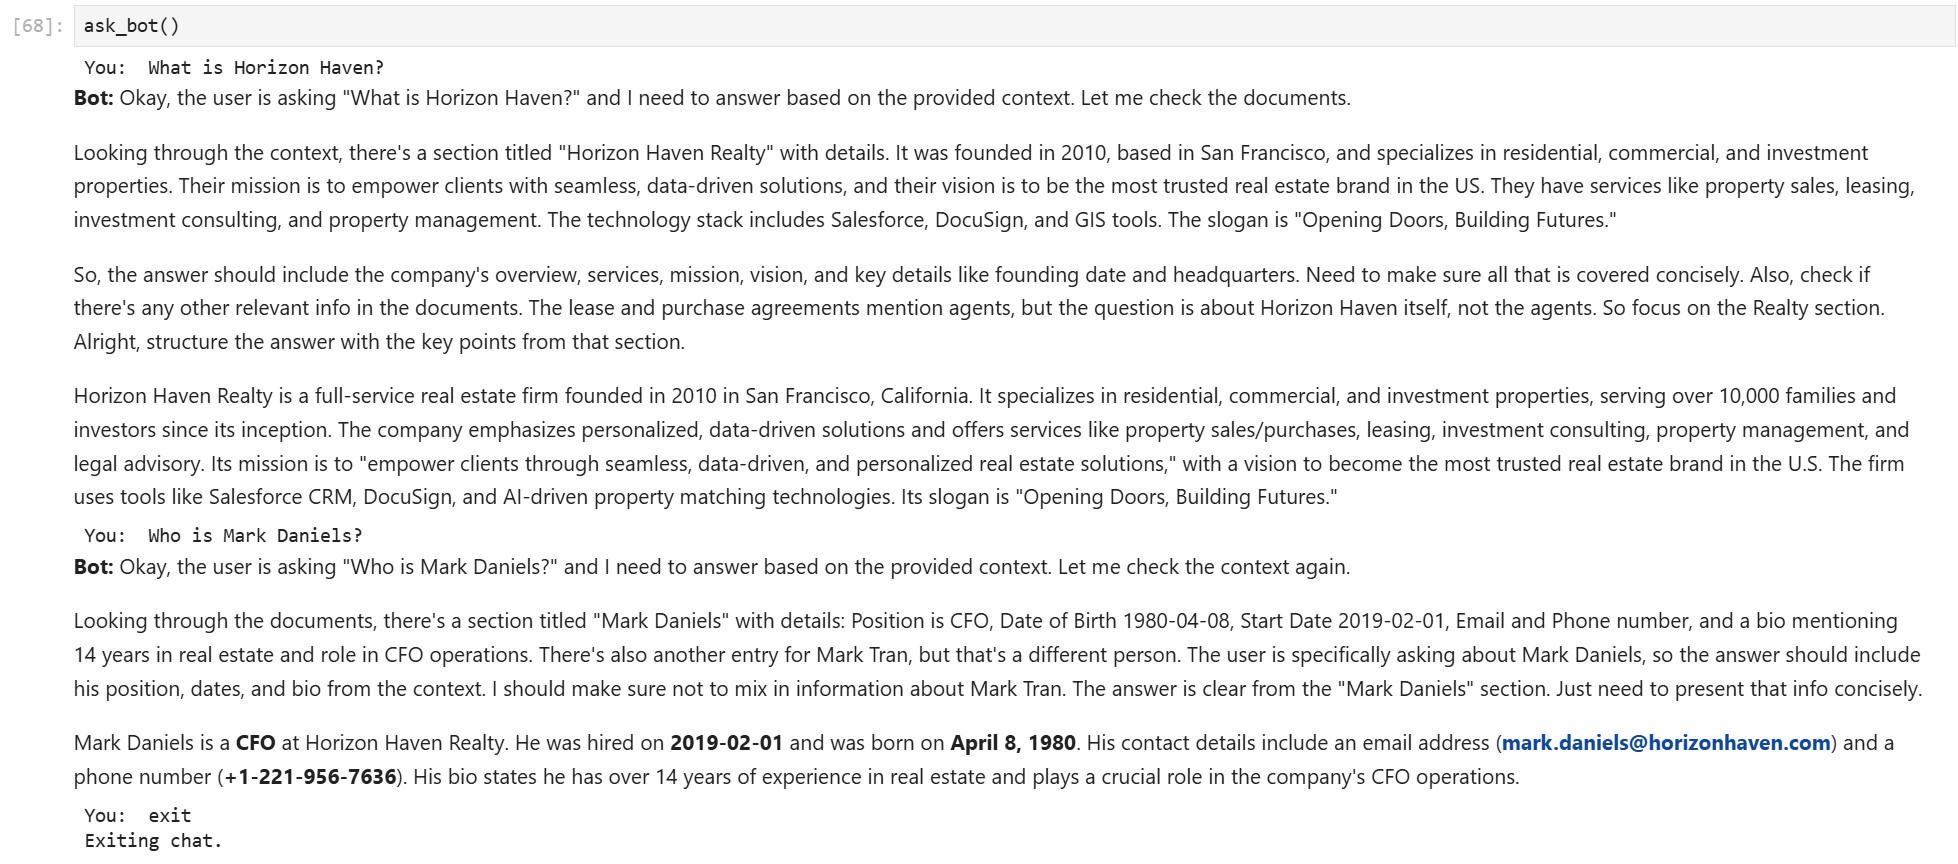 [68]: ask_bot()
You:  What is Horizon Haven?
Bot: Okay, the user is asking "What is Horizon Haven?" and I need to answer based on the provided context. Let me check the documents.
Looking through the context, there's a section titled "Horizon Haven Realty" with details. It was founded in 2010, based in San Francisco, and specializes in residential, commercial, and investment
properties. Their mission is to empower clients with seamless, data-driven solutions, and their vision is to be the most trusted real estate brand in the US. They have services like property sales, leasing,
investment consulting, and property management. The technology stack includes Salesforce, DocuSign, and GIS tools. The slogan is "Opening Doors, Building Futures."
So, the answer should include the company's overview, services, mission, vision, and key details like founding date and headquarters. Need to make sure all that is covered concisely. Also, check if
there's any other relevant info in the documents. The lease and purchase agreements mention agents, but the question is about Horizon Haven itself, not the agents. So focus on the Realty section.
Alright, structure the answer with the key points from that section.
Horizon Haven Realty is a full-service real estate firm founded in 2010 in San Francisco, California. It specializes in residential, commercial, and investment properties, serving over 10,000 families and
investors since its inception. The company emphasizes personalized, data-driven solutions and offers services like property sales/purchases, leasing, investment consulting, property management, and
legal advisory. Its mission is to "empower clients through seamless, data-driven, and personalized real estate solutions," with a vision to become the most trusted real estate brand in the U.S. The firm
uses tools like Salesforce CRM, DocuSign, and AI-driven property matching technologies. Its slogan is "Opening Doors, Building Futures."
You:  Who is Mark Daniels?
Bot: Okay, the user is asking "Who is Mark Daniels?" and I need to answer based on the provided context. Let me check the context again.
Looking through the documents, there's a section titled "Mark Daniels" with details: Position is CFO, Date of Birth 1980-04-08, Start Date 2019-02-01, Email and Phone number, and a bio mentioning
14 years in real estate and role in CFO operations. There's also another entry for Mark Tran, but that's a different person. The user is specifically asking about Mark Daniels, so the answer should include
his position, dates, and bio from the context. I should make sure not to mix in information about Mark Tran. The answer is clear from the "Mark Daniels" section. Just need to present that info concisely.
Mark Daniels is a CFO at Horizon Haven Realty. He was hired on 2019-02-01 and was born on April 8, 1980. His contact details include an email address (mark.daniels@horizonhaven.com) and a
phone number (+1-221-956-7636). His bio states he has over 14 years of experience in real estate and plays a crucial role in the company's CFO operations.
You:  exit
Exiting chat.